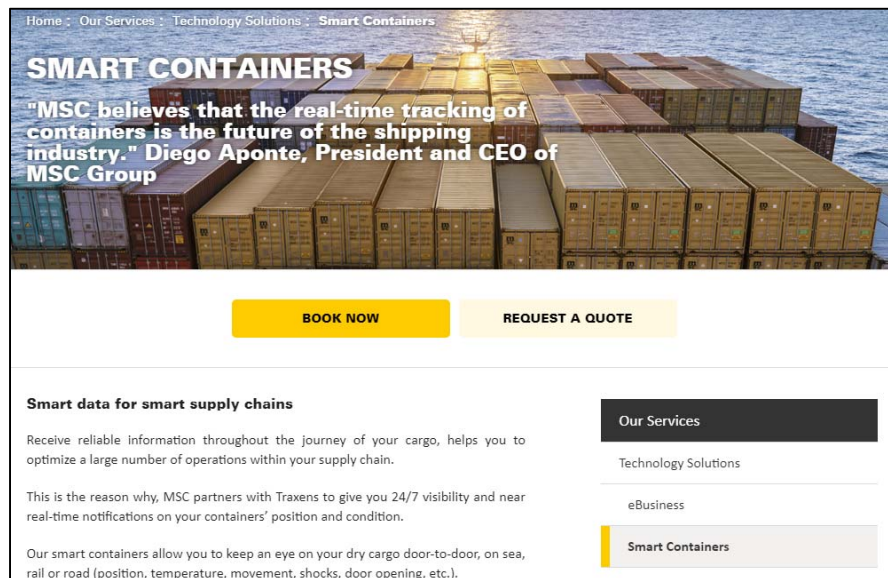 Home : Our Services : Technology Solutions : Smart Containers
SMART CONTAINERS
"MSC believes that the real-time tracking of
containers is the future of the shipping
industry." Diego Aponte, President and CEO of
MSC Group
BOOK NOW
REQUEST A QUOTE
Smart data for smart supply chains
Receive reliable information throughout the journey of your cargo, helps you to
optimize a large number of operations within your supply chain.
This is the reason why, MSC partners with Traxens to give you 24/7 visibility and near
real-time notifications on your containers' position and condition.
Our smart containers allow you to keep an eye on your dry cargo door-to-door, on sea,
rail or road (position, temperature, movement, shocks, door opening, etc.).
Our Services
Technology Solutions
eBusiness
Smart Containers